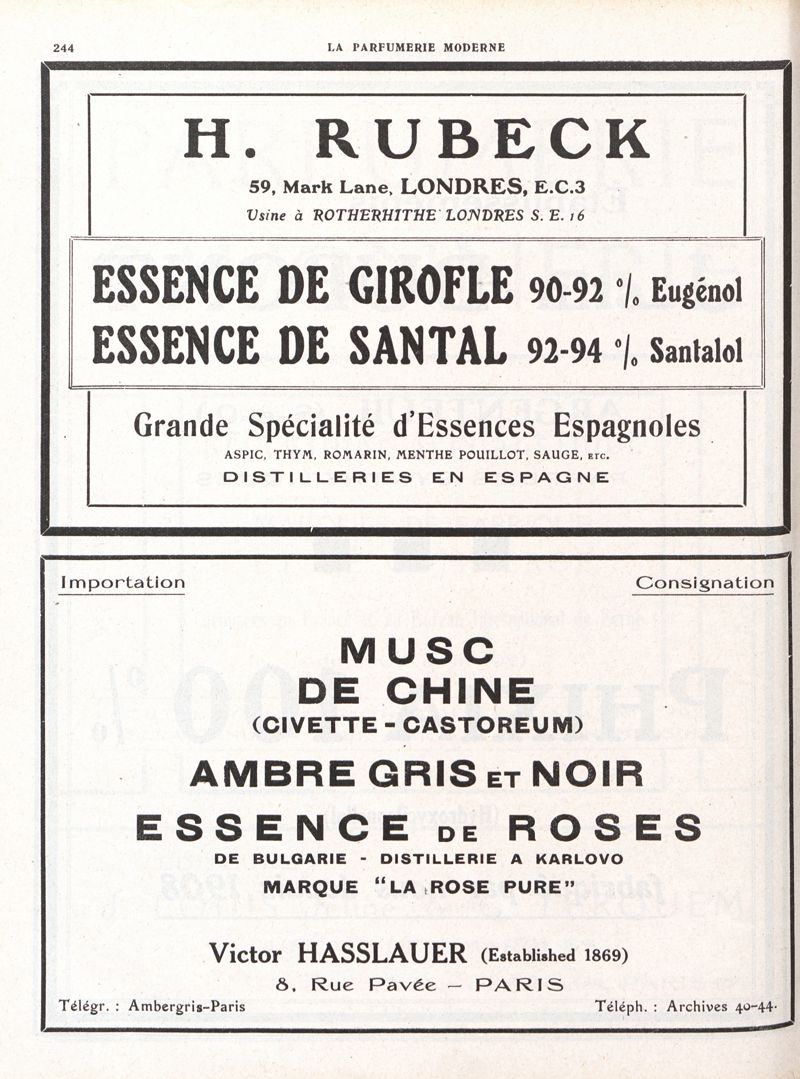 244
LA PARFUMERIE MODERNE
H. RUBECK
59, Mark Lane, LONDRES, E.C.3
Usine à ROTHERHITHE LONDRES S. E. 16
ESSENCE DE GIROFLE 90-92 % Eugénol
ESSENCE DE SANTAL 92-94 % Santalol
Grande Spécialité d'Essences Espagnoles
ASPIC, THYM, ROMARIN, MENTHE POUILLOT, SAUGE, ETC.
DISTILLERIES EN ESPAGNE
Importation
Consignation
MUSC
DE CHINE
(CIVETTE-CASTOREUM)
AMBRE GRIS ET NOIR
ESSENCE DE ROSES
DE BULGARIE - DISTILLERIE A KARLOVO
MARQUE "LA ROSE PURE"
Victor HASSLAUER (Established 1869)
8, Rue Pavée — PARIS
Télégr. : Ambergris-Paris
Téléph. : Archives 40-44.